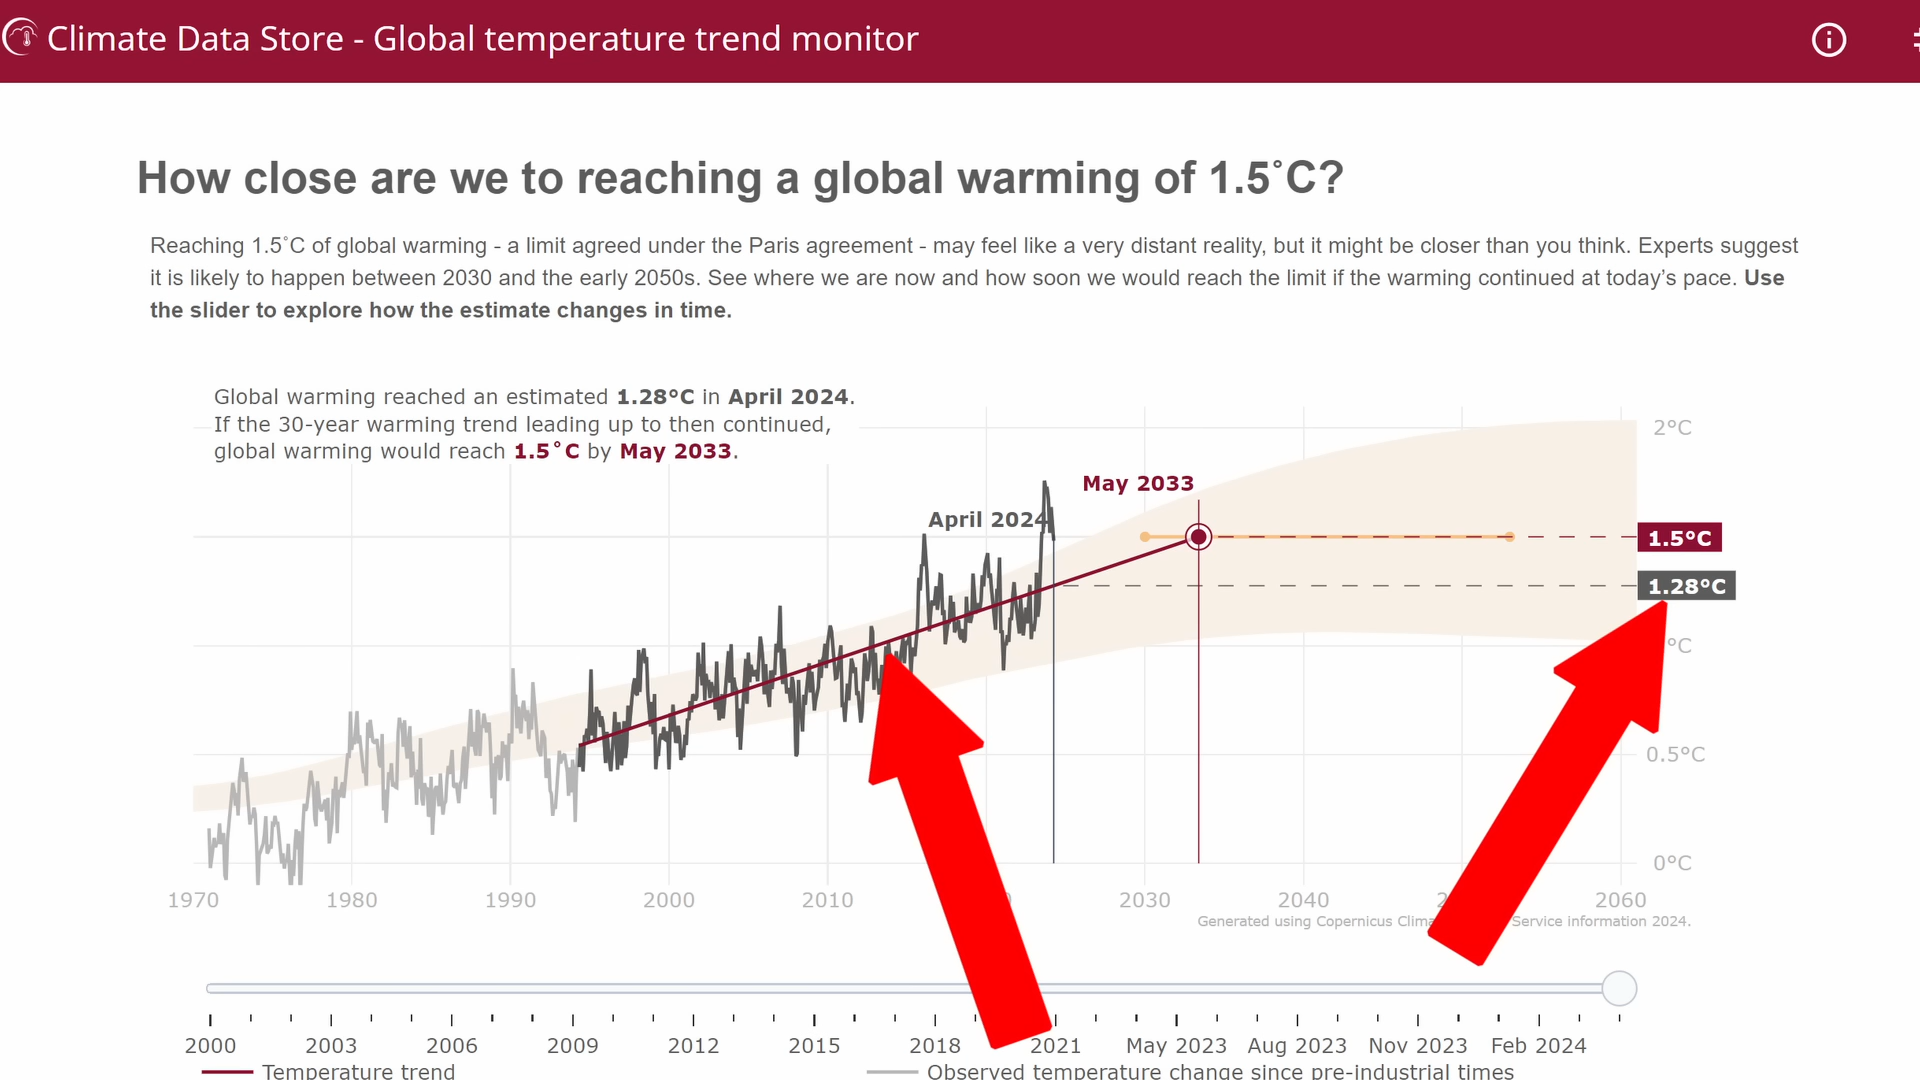 Climate Data Store - Global temperature trend monitor
How close are we to reaching a global warming of 1.5°C?
Reaching 1.5°C of global warming - a limit agreed under the Paris agreement - may feel like a very distant reality, but it might be closer than you think. Experts suggest
it is likely to happen between 2030 and the early 2050s. See where we are now and how soon we would reach the limit if the warming continued at today's pace. Use
the slider to explore how the estimate changes in time.
Global warming reached an estimated 1.28°C in April 2024.
If the 30-year warming trend leading up to then continued,
global warming would reach 1.5°C by May 2033.
2°C
May 2033
April 2024
1.5°C
1.28°C
°C
0.5°C
0°C
1970 1980 1990 2000 2010 2030 2040 2060
Generated using Copernicus Service information 2024.
2000 2003 2006 2009 2012 2015 2018 2021 May 2023 Aug 2023 Nov 2023 Feb 2024
Temperature trend Observed temperature change since pre-industrial times